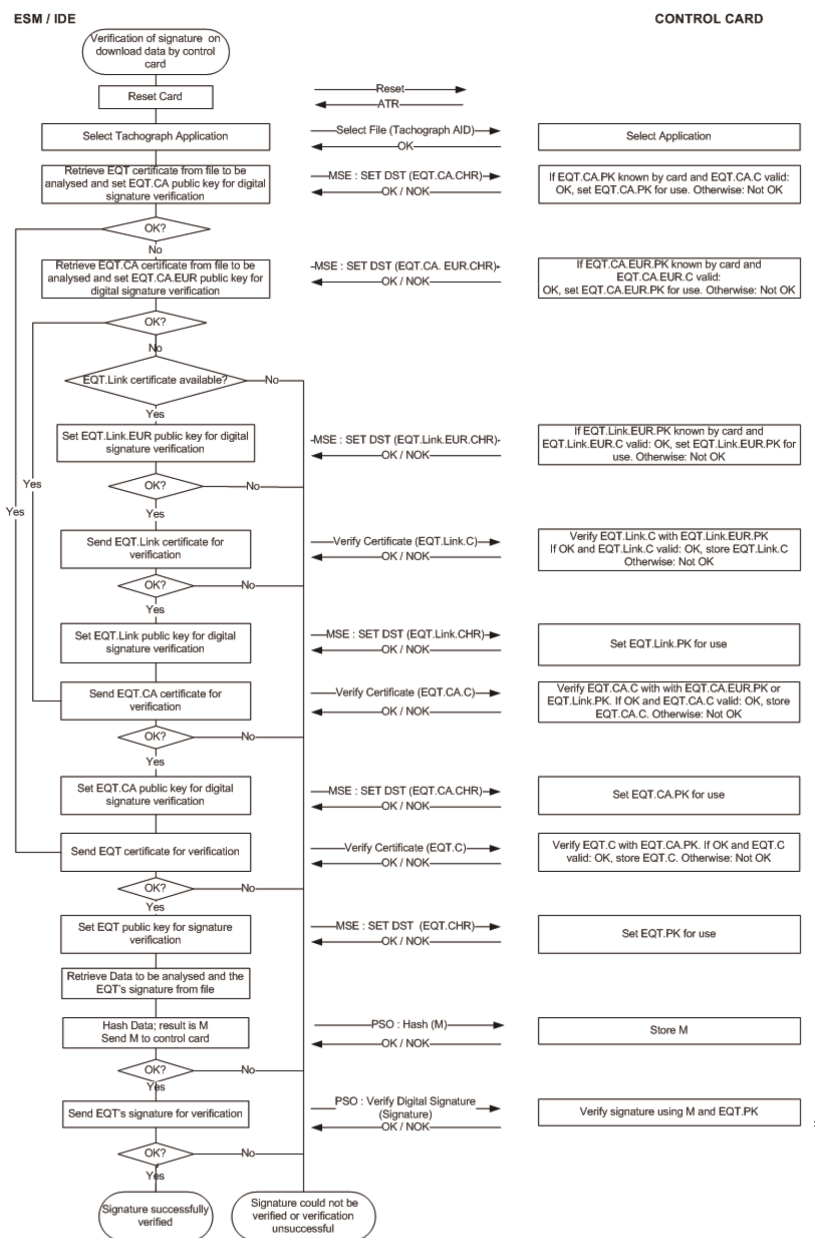 ESM / IDE
CONTROL CARD
Verification of signature on
download data by control
card
Reset Card
Reset
ATR
Select Tachograph Application
Select File (Tachograph AID)
OK
Select Application
Retrieve EQT certificate from file to be
analysed and set EQT.CA public key for digital
signature verification
MSE : SET DST (EQT.CA.CHR)
OK / NOK
If EQT.CA.PK known by card and EQT.CA.C valid:
OK, set EQT.CA.PK for use. Otherwise: Not OK
OK?
No
Retrieve EQT.CA certificate from file to be
analysed and set EQT.CA.EUR public key for
digital signature verification
MSE : SET DST (EQT.CA. EUR.CHR)
OK / NOK
If EQT.CA.EUR.PK known by card and
EQT.CA.EUR.C valid:
OK, set EQT.CA.EUR.PK for use. Otherwise: Not OK
OK?
No
EQT.Link certificate available?
No
Yes
Set EQT.Link.EUR public key for digital
signature verification
MSE : SET DST (EQT.Link.EUR.CHR)
OK / NOK
If EQT.Link.EUR.PK known by card and
EQT.Link.EUR.C valid: OK, set EQT.Link.EUR.PK for
use. Otherwise: Not OK
Yes
OK?
No
Yes
Yes
Send EQT.Link certificate for
verification
Verify Certificate (EQT.Link.C)
OK / NOK
Verify EQT.Link.C with EQT.Link.EUR.PK
If OK and EQT.Link.C valid: OK, store EQT.Link.C
Otherwise: Not OK
OK?
No
Yes
Set EQT.Link public key for digital
signature verification
MSE : SET DST (EQT.Link.CHR)
OK / NOK
Set EQT.Link.PK for use
Send EQT.CA certificate for
verification
Verify Certificate (EQT.CA.C)
OK / NOK
Verify EQT.CA.C with with EQT.CA.EUR.PK or
EQT.Link.PK. If OK and EQT.CA.C valid: OK, store
EQT.CA.C. Otherwise: Not OK
OK?
No
Yes
Set EQT.CA public key for digital
signature verification
MSE : SET DST (EQT.CA.CHR)
OK / NOK
Set EQT.CA.PK for use
Send EQT certificate for verification
Verify Certificate (EQT.C)
OK / NOK
Verify EQT.C with EQT.CA.PK. If OK and EQT.C
valid: OK, store EQT.C. Otherwise: Not OK
OK?
No
Yes
Set EQT public key for signature
verification
MSE : SET DST (EQT.CHR)
OK / NOK
Set EQT.PK for use
Retrieve Data to be analysed and the
EQT's signature from file
Hash Data; result is M
Send M to control card
PSO : Hash (M)
OK / NOK
Store M
OK?
No
Yes
Send EQT's signature for verification
PSO : Verify Digital Signature
(Signature)
OK / NOK
Verify signature using M and EQT.PK
OK?
No
Yes
Signature successfully
verified
Signature could not be
verified or verification
unsuccessful